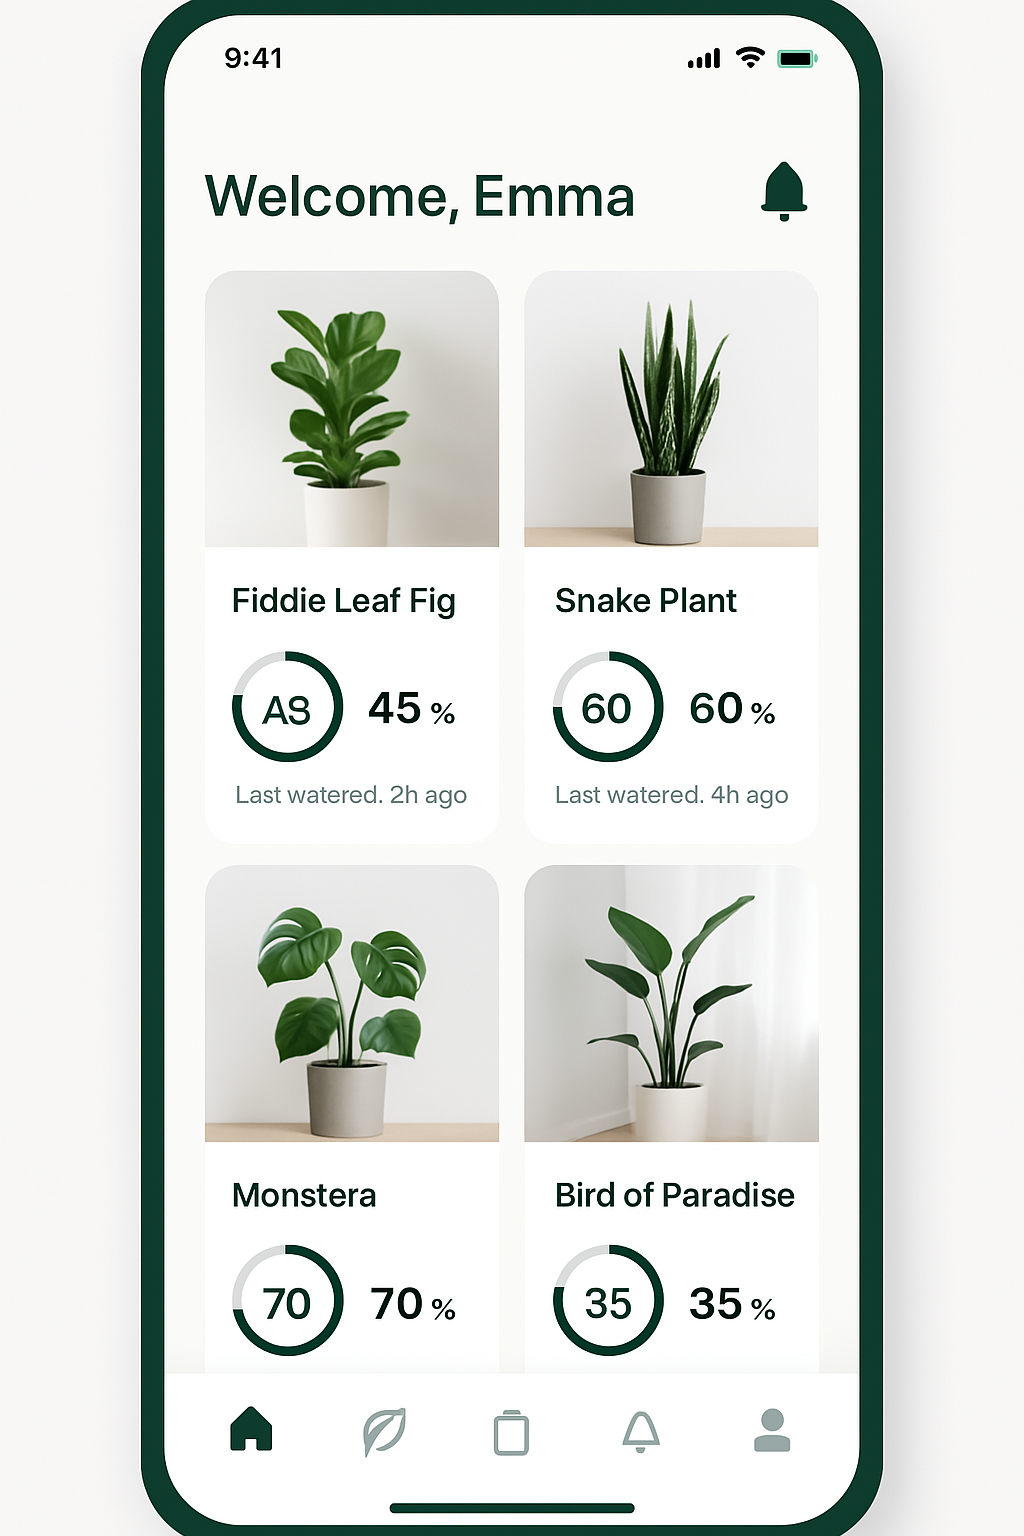 9:41
Welcome, Emma
Fiddie Leaf Fig
AS 45 %
Last watered. 2h ago
Snake Plant
60 60 %
Last watered. 4h ago
Monstera
70 70 %
Bird of Paradise
35 35 %